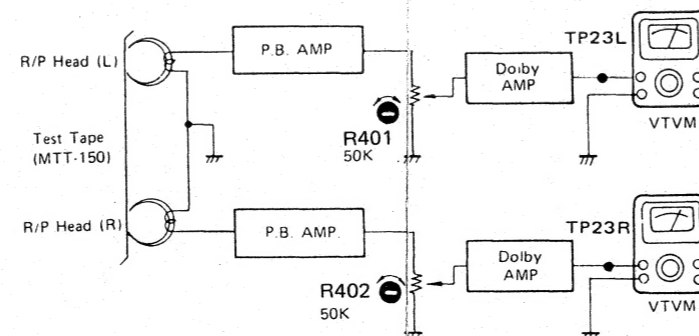 R/P Head (L)
P.B. AMP
Dolby
AMP
TP23L
VTVM
R401
50K
Test Tape
(MTT-150)
R/P Head (R)
P.B. AMP.
Dolby
AMP
TP23R
VTVM
R402
50K